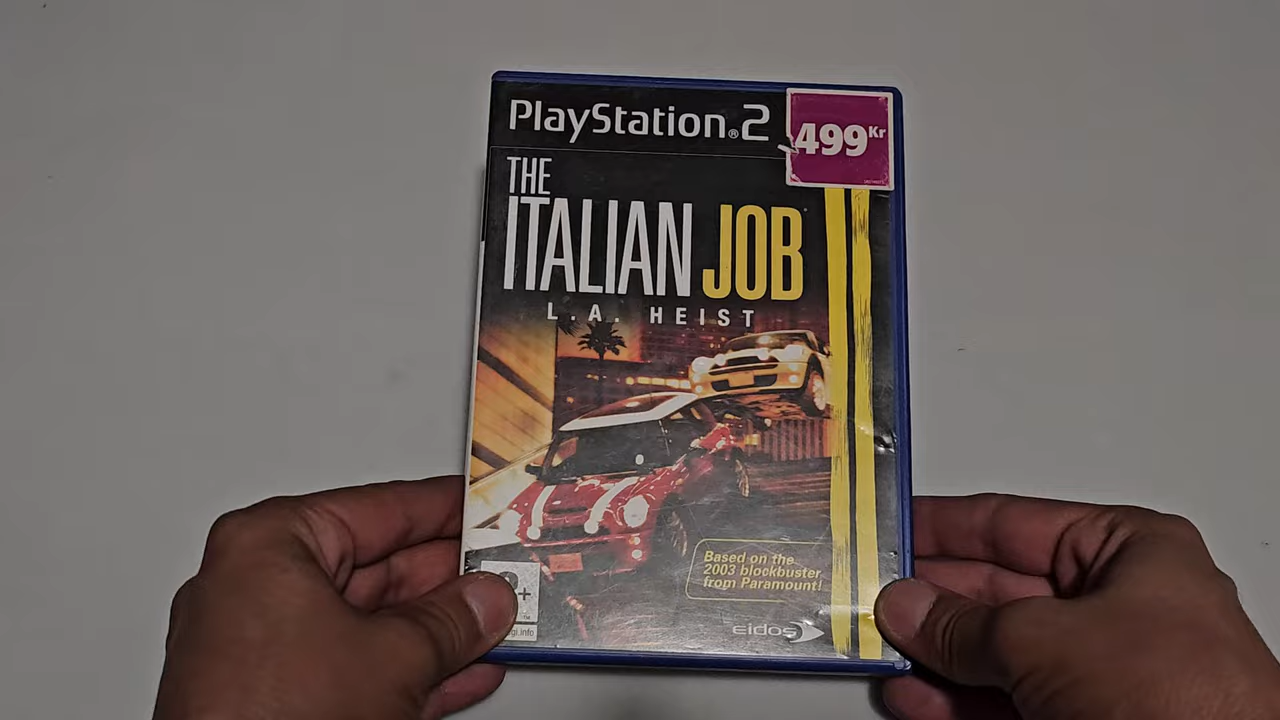 PlayStation®2
499Kr
THE
ITALIAN JOB
L.A. HEIST
Based on the
2003 blockbuster
from Paramount!
eidos